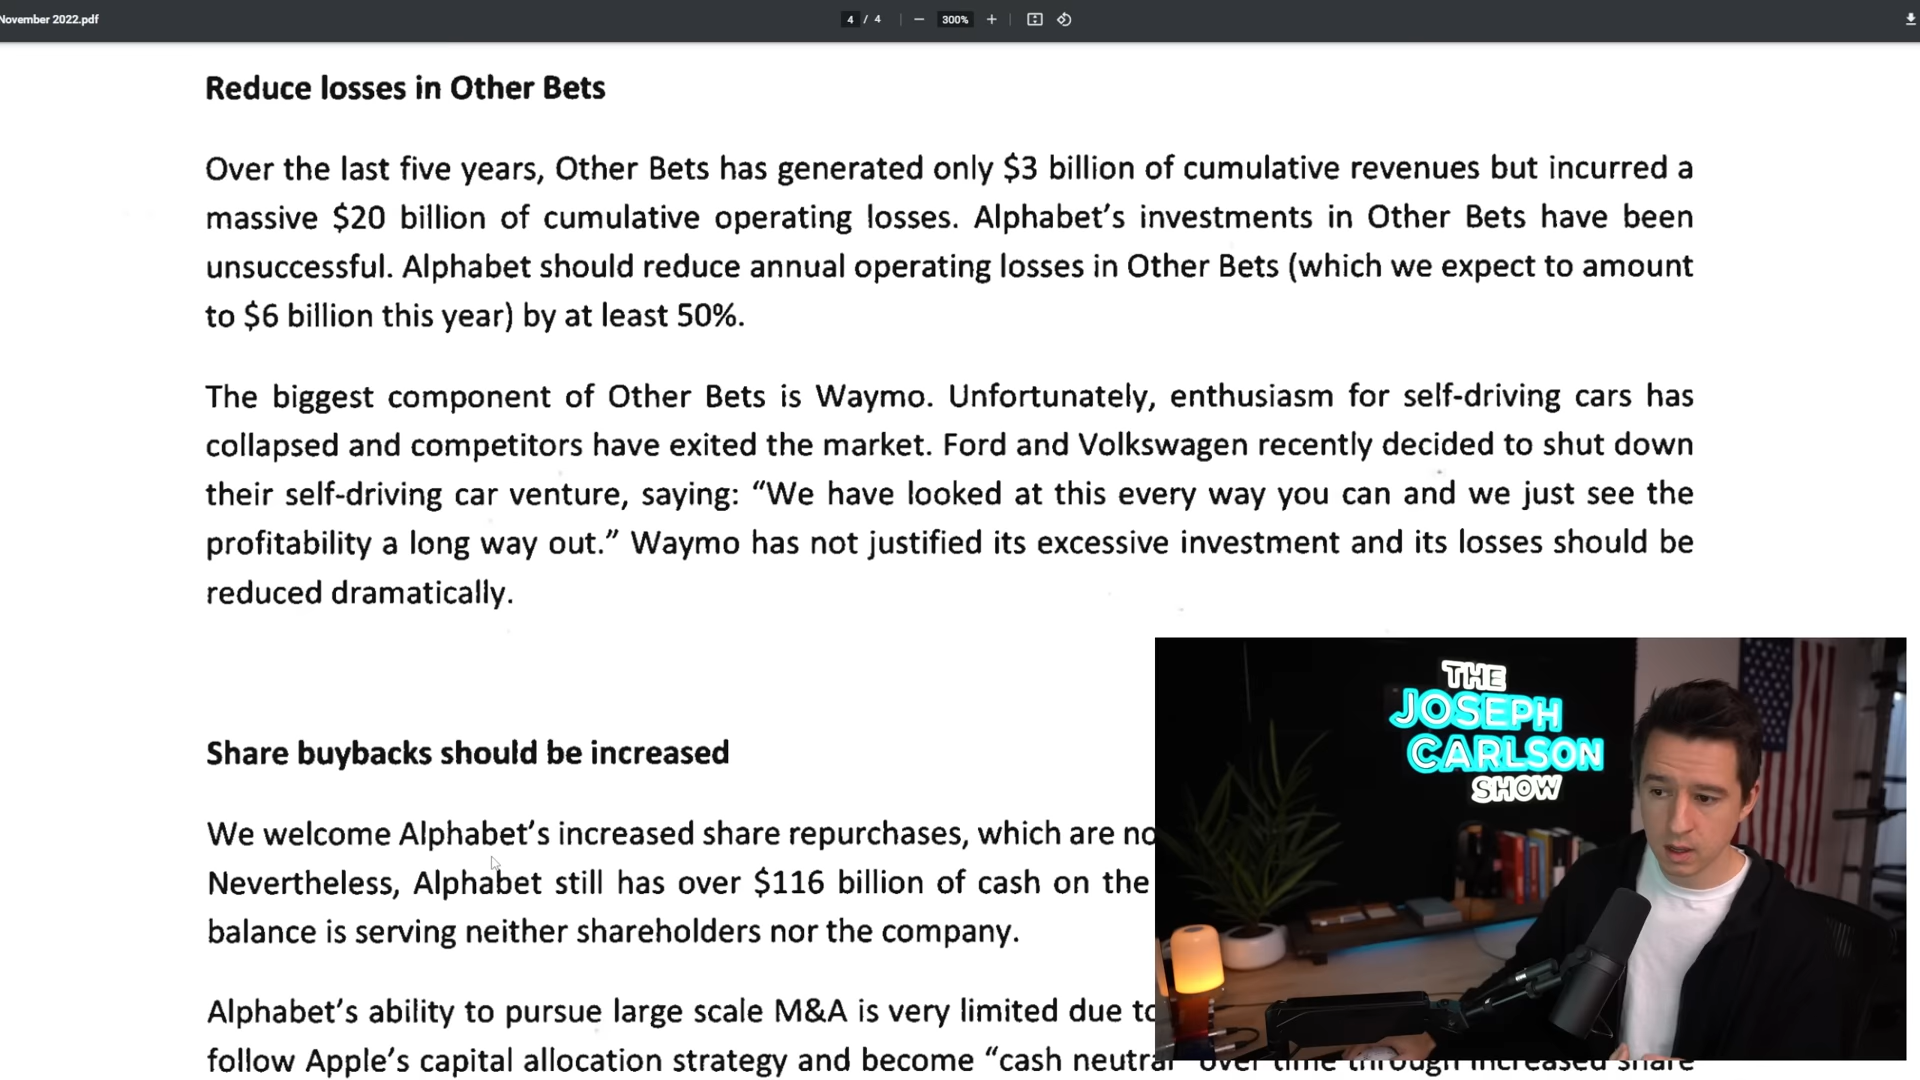 November 2022.pdf
4 / 4
300%
Reduce losses in Other Bets
Over the last five years, Other Bets has generated only $3 billion of cumulative revenues but incurred a
massive $20 billion of cumulative operating losses. Alphabet’s investments in Other Bets have been
unsuccessful. Alphabet should reduce annual operating losses in Other Bets (which we expect to amount
to $6 billion this year) by at least 50%.
The biggest component of Other Bets is Waymo. Unfortunately, enthusiasm for self-driving cars has
collapsed and competitors have exited the market. Ford and Volkswagen recently decided to shut down
their self-driving car venture, saying: “We have looked at this every way you can and we just see the
profitability a long way out.” Waymo has not justified its excessive investment and its losses should be
reduced dramatically.
Share buybacks should be increased
We welcome Alphabet’s increased share repurchases, which are
Nevertheless, Alphabet still has over $116 billion of cash on the
balance is serving neither shareholders nor the company.
Alphabet’s ability to pursue large scale M&A is very limited due
follow Apple’s capital allocation strategy and become “cash over time through increased share
THE
JOSEPH
CARLSON
SHOW